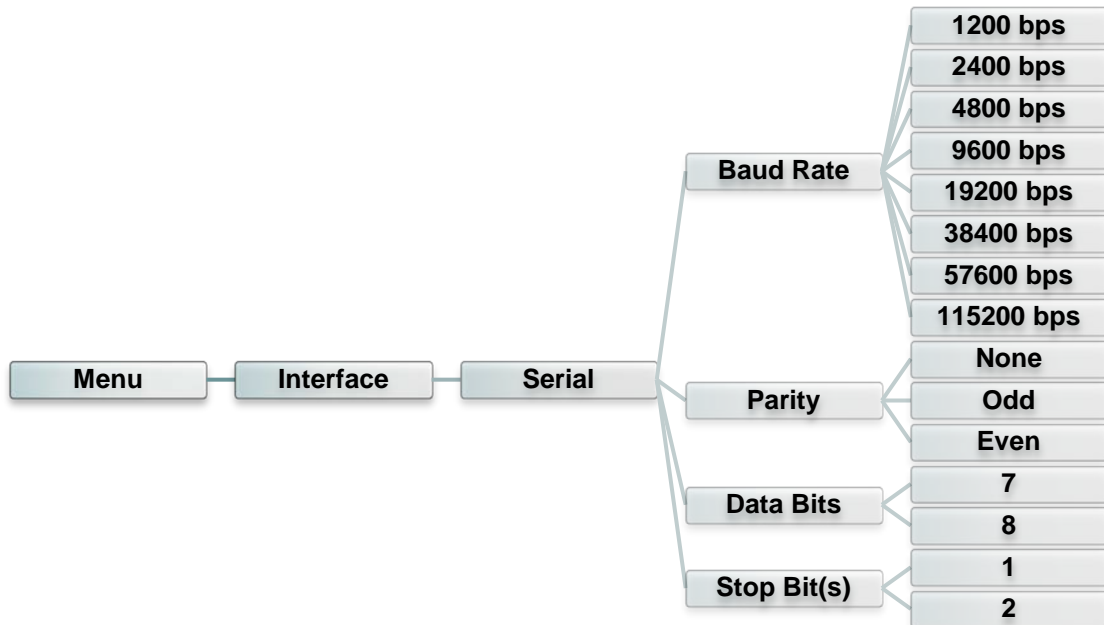 Menu
Interface
Serial
Baud Rate
1200 bps
2400 bps
4800 bps
9600 bps
19200 bps
38400 bps
57600 bps
115200 bps
Parity
None
Odd
Even
Data Bits
7
8
Stop Bit(s)
1
2